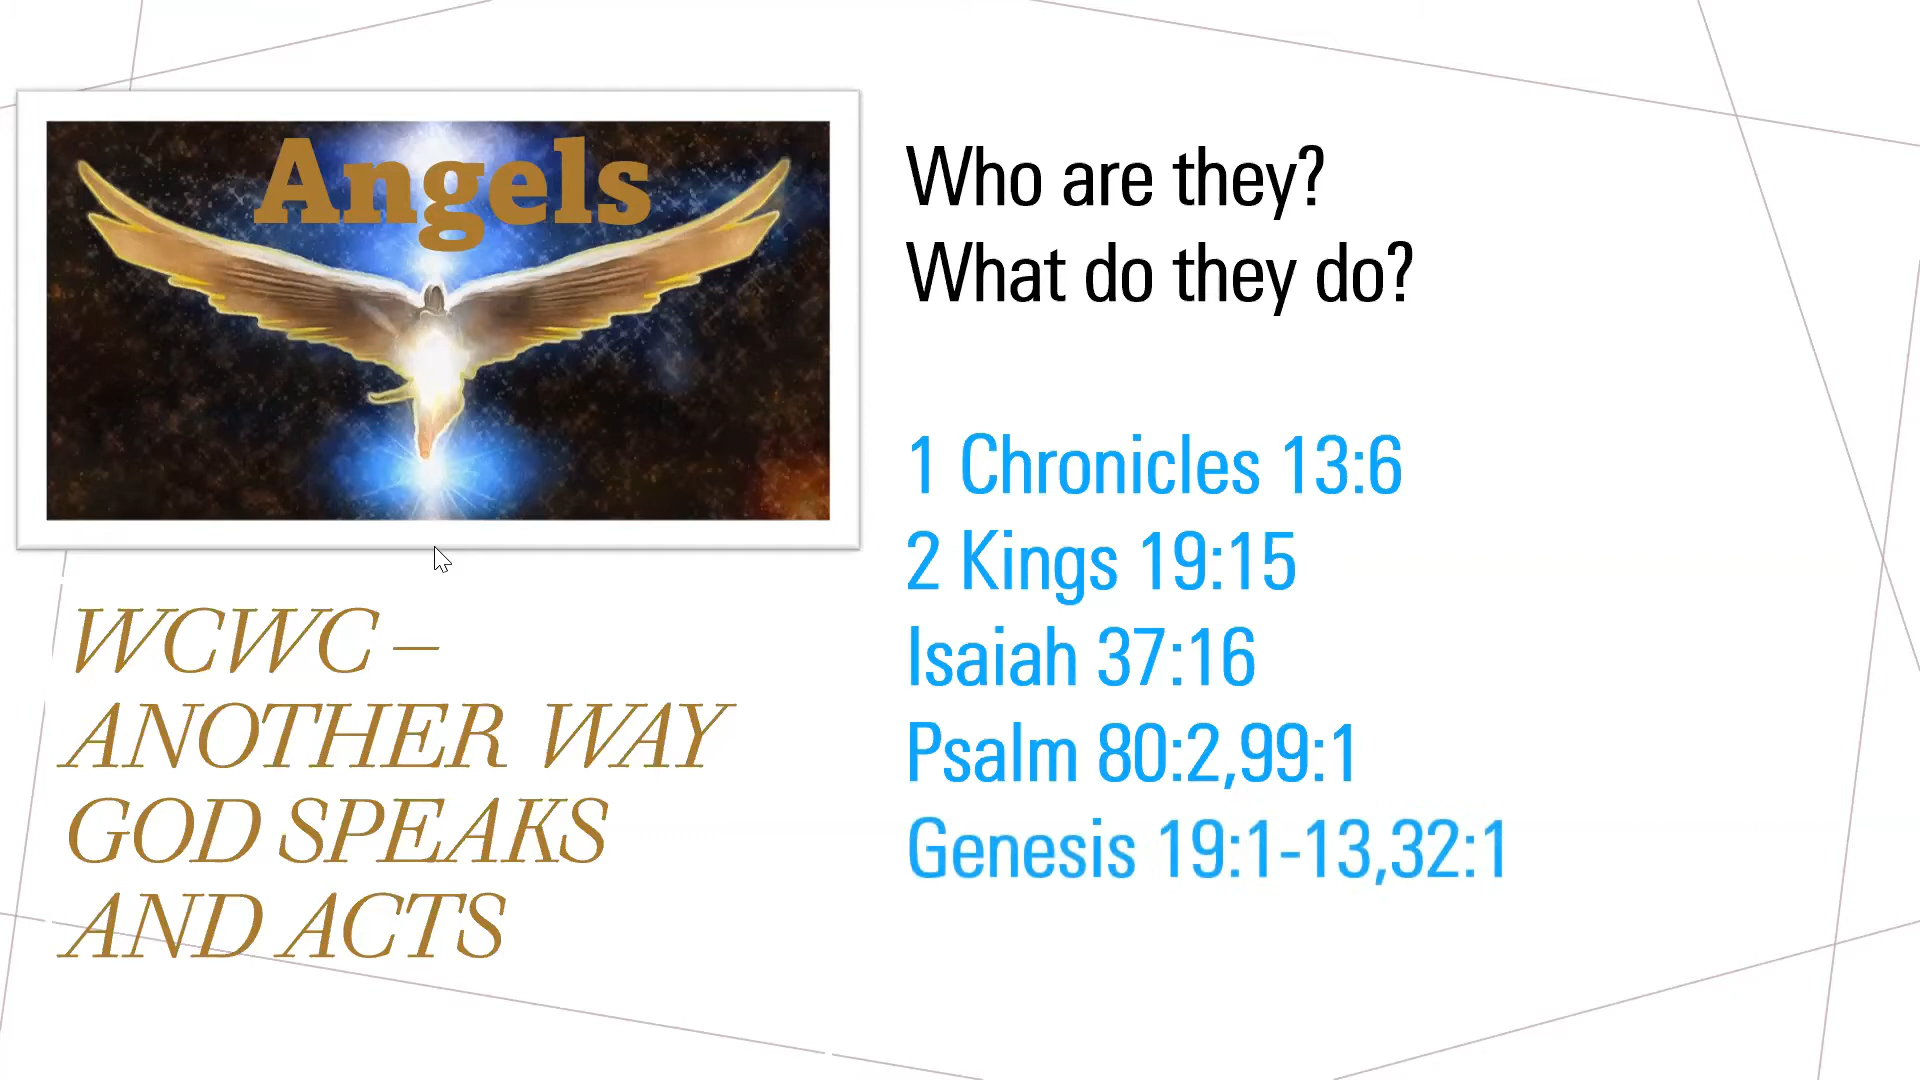 Angels
WCWC –
ANOTHER WAY
GOD SPEAKS
AND ACTS
Who are they?
What do they do?
1 Chronicles 13:6
2 Kings 19:15
Isaiah 37:16
Psalm 80:2,99:1
Genesis 19:1-13,32:1